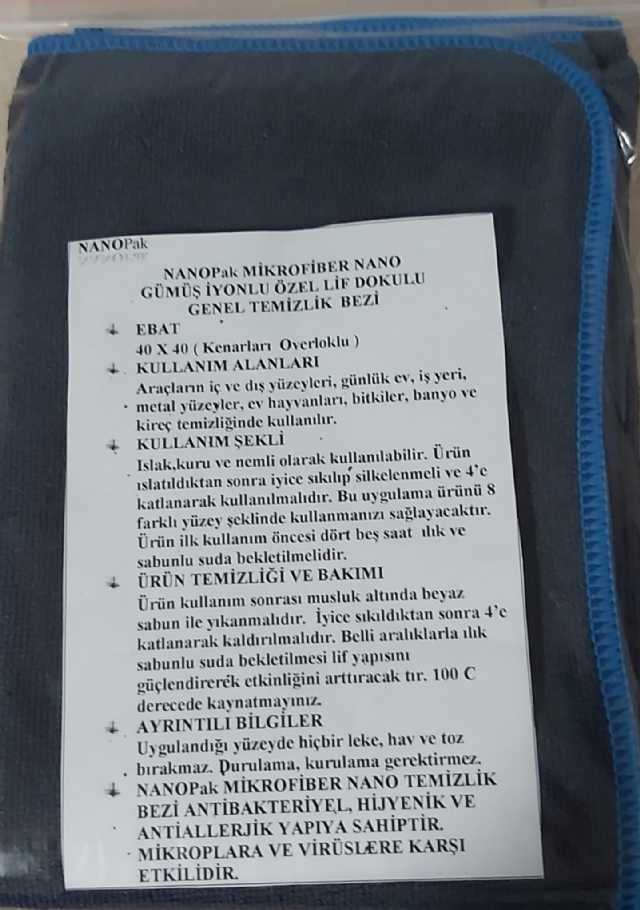 NANOPak
NANOPak MİKROFİBER NANO
GÜMÜŞ İYONLU ÖZEL LİF DOKULU
GENEL TEMİZLİK BEZİ
EBAT
40 X 40 ( Kenarları Overloklu )
KULLANIM ALANLARI
Araçların iç ve dış yüzeyleri, günlük ev, iş yeri,
metal yüzeyler, ev hayvanları, bitkiler, banyo ve
kireç temizliğinde kullanılır.
KULLANIM ŞEKLİ
Islak,kuru ve nemli olarak kullanılabilir. Ürün
ıslatıldıktan sonra iyice sıkılıp silkelenmeli ve 4'e
katlanarak kullanılmalıdır. Bu uygulama ürünü 8
farklı yüzey şeklinde kullanmanızı sağlayacaktır.
Ürün ilk kullanım öncesi dört beş saat ılık ve
sabunlu suda bekletilmelidir.
ÜRÜN TEMİZLİĞİ VE BAKIMI
Ürün kullanım sonrası musluk altında beyaz
sabun ile yıkanmalıdır. İyice sıkıldıktan sonra 4'e
katlanarak kaldırılmalıdır. Belli aralıklarla ılık
sabunlu suda bekletilmesi lif yapısını
güçlendirerek etkinliğini arttıracak tır. 100 C
derecede kaynatmayınız.
AYRINTILI BİLGİLER
Uygulandığı yüzeyde hiçbir leke, hav ve toz
bırakmaz. Durulama, kurulama gerektirmez.
NANOPak MİKROFİBER NANO TEMİZLİK
BEZİ ANTİBAKTERİYEL, HİJYENİK VE
ANTİALLERJİK YAPIYA SAHİPTİR.
MİKROPLARA VE VİRÜSLÆRE KARŞI
ETKİLİDİR.